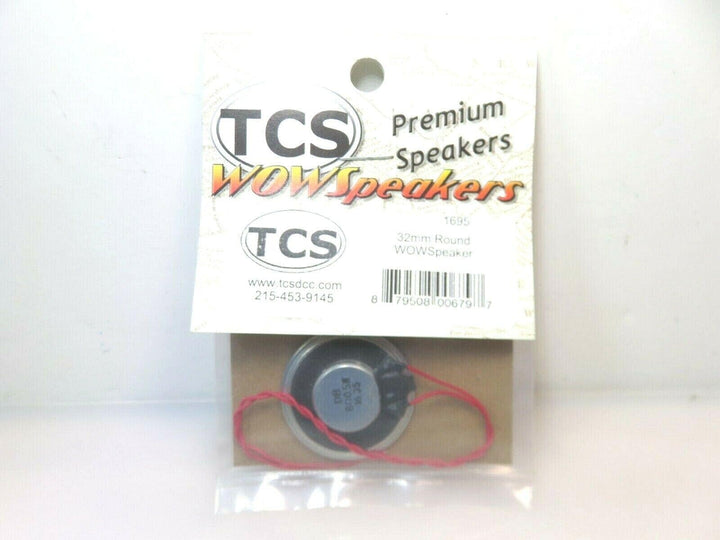 TCS
Premium
Speakers
WOWSpeakers
1695
32mm Round
WOWSpeaker
TCS
www.tcsdcc.com
215-453-9145
8 79508 00679 7